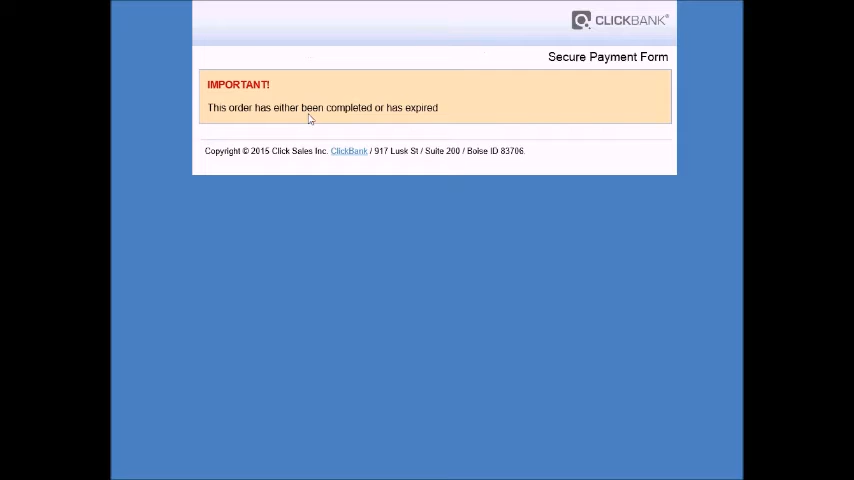 CLICKBANK®
Secure Payment Form
IMPORTANT!
This order has either been completed or has expired
Copyright © 2015 Click Sales Inc. ClickBank / 917 Lusk St / Suite 200 / Boise ID 83706.